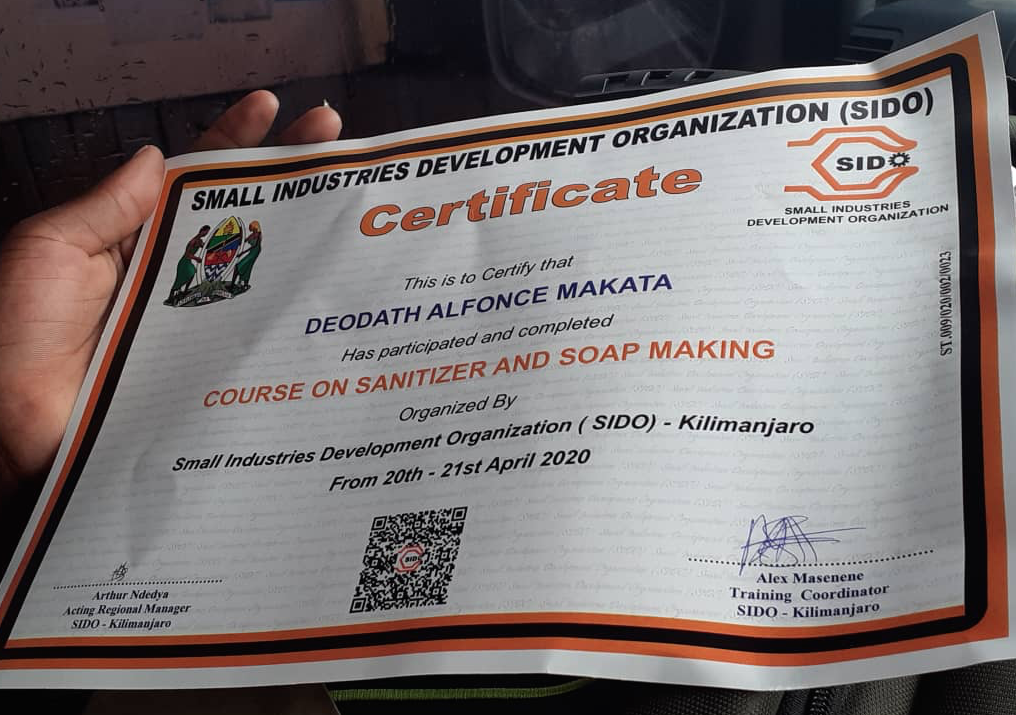 SMALL INDUSTRIES DEVELOPMENT ORGANIZATION (SIDO)
Certificate
SIDO
SMALL INDUSTRIES
DEVELOPMENT ORGANIZATION
This is to Certify that
DEODATH ALFONCE MAKATA
Has participated and completed
COURSE ON SANITIZER AND SOAP MAKING
Organized By
Small Industries Development Organization ( SIDO) - Kilimanjaro
From 20th - 21st April 2020
ST.009/020/002/0023
SIDO
Arthur Ndedya
Acting Regional Manager
SIDO - Kilimanjaro
Alex Masenene
Training Coordinator
SIDO - Kilimanjaro